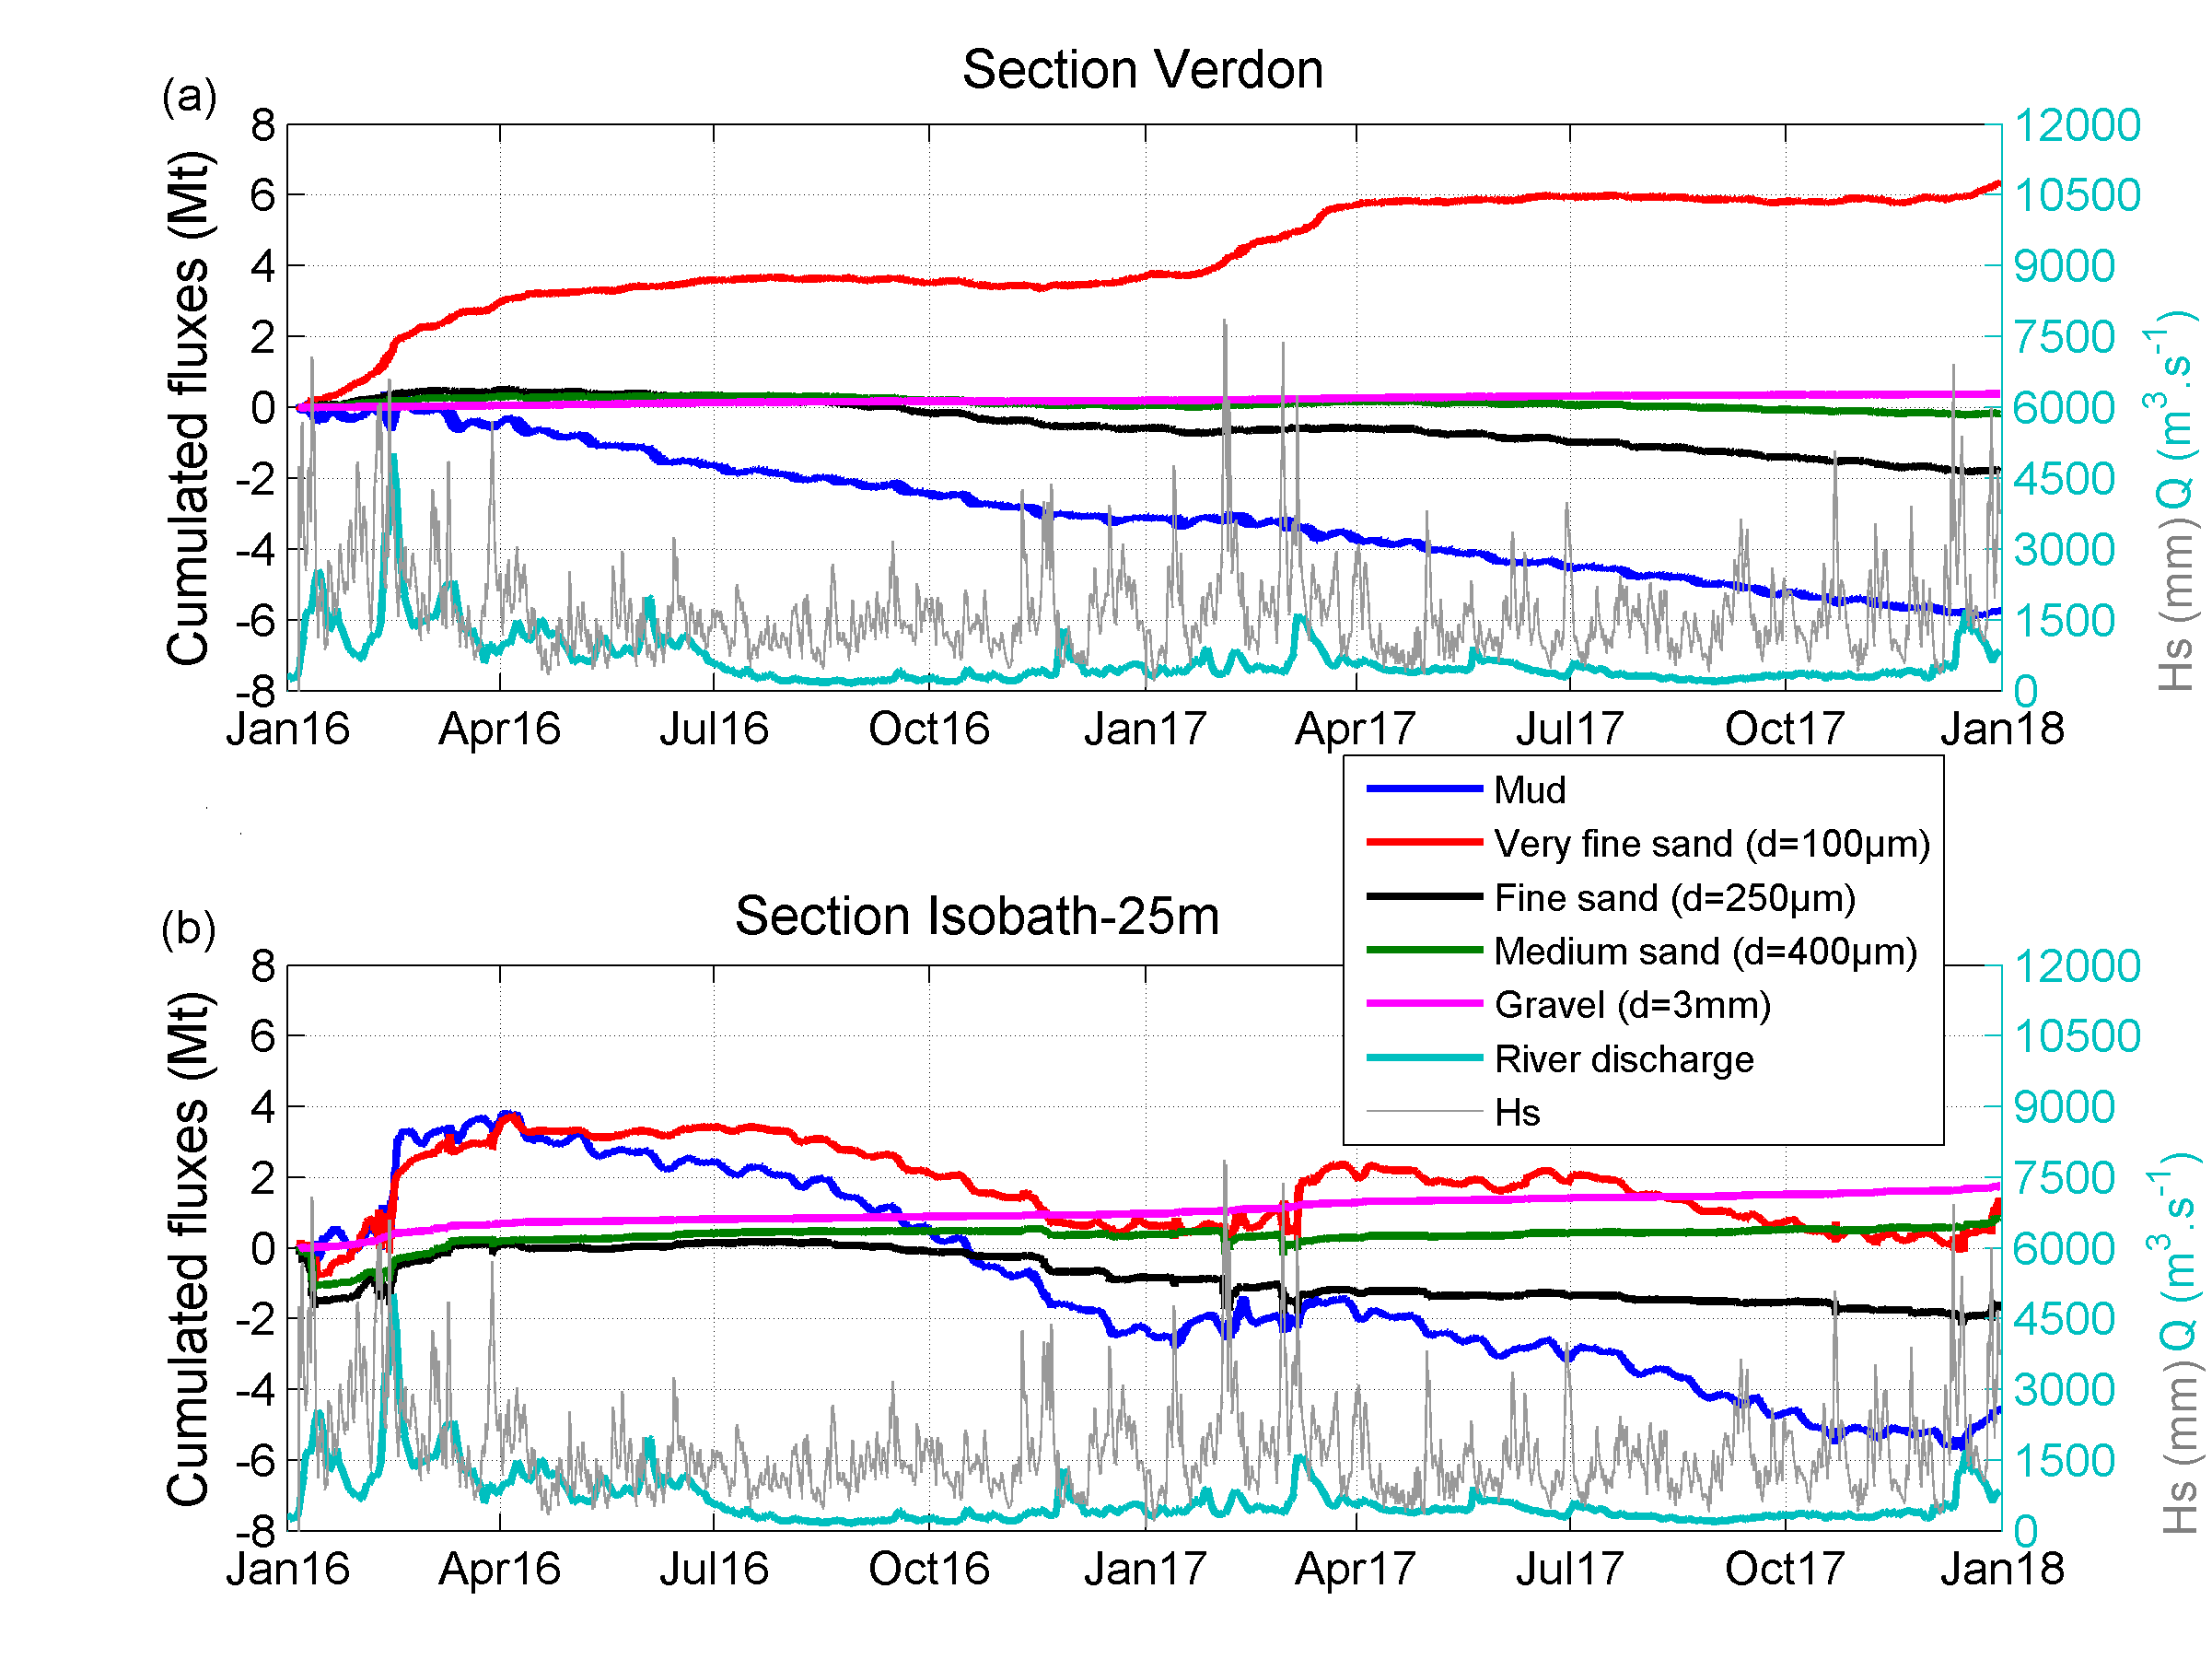 Section Verdon
(a)
8
6
4
2
0
-2
-4
-6
-8
Cumulated fluxes (Mt)
12000
10500
9000
7500
6000
4500
3000
1500
0
Hs (mm) Q (m³.s⁻¹)
Jan16 Apr16 Jul16 Oct16 Jan17 Apr17 Jul17 Oct17 Jan18
Mud
Very fine sand (d=100µm)
Fine sand (d=250µm)
Medium sand (d=400µm)
Gravel (d=3mm)
River discharge
Hs
(b)
Section Isobath-25m
8
6
4
2
0
-2
-4
-6
-8
Cumulated fluxes (Mt)
12000
10500
9000
7500
6000
4500
3000
1500
0
Hs (mm) Q (m³.s⁻¹)
Jan16 Apr16 Jul16 Oct16 Jan17 Apr17 Jul17 Oct17 Jan18